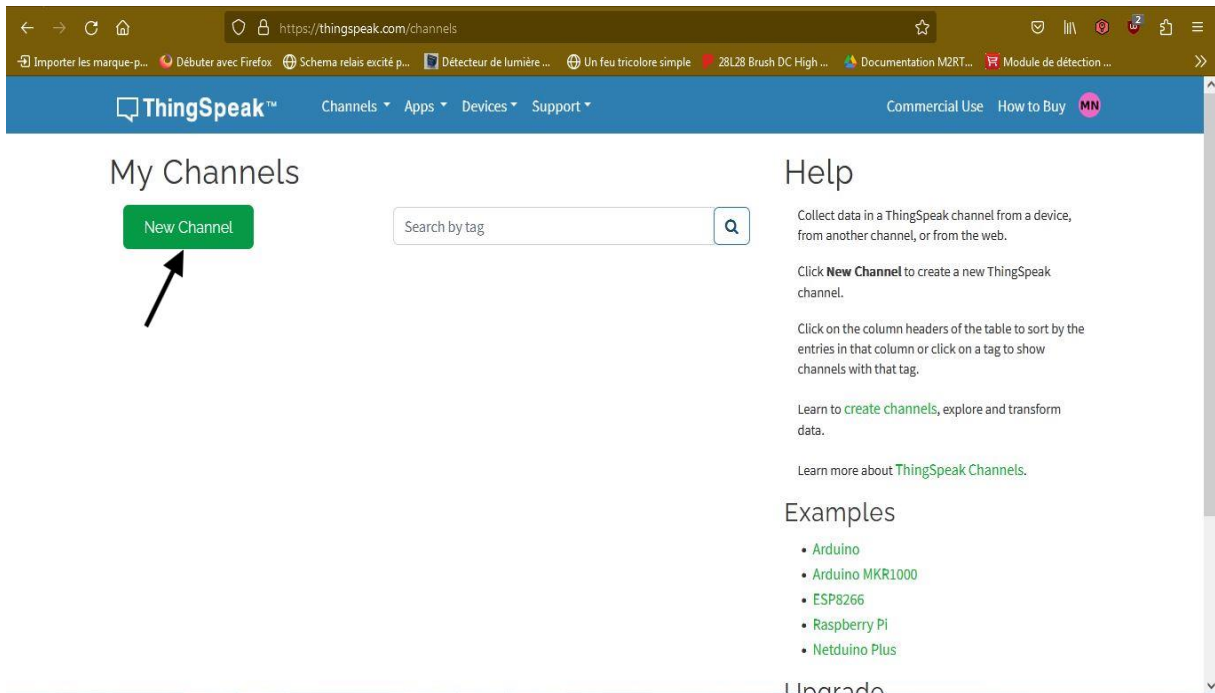 https://thingspeak.com/channels
Importer les marque-p... Débuter avec Firefox Schema relais excité p... Détecteur de lumière ... Un feu tricolore simple 28L28 Brush DC High ... Documentation M2RT... Module de détection ...
ThingSpeak™ Channels Apps Devices Support Commercial Use How to Buy MN
My Channels
New Channel
Search by tag
Help
Collect data in a ThingSpeak channel from a device,
from another channel, or from the web.
Click New Channel to create a new ThingSpeak
channel.
Click on the column headers of the table to sort by the
entries in that column or click on a tag to show
channels with that tag.
Learn to create channels, explore and transform
data.
Learn more about ThingSpeak Channels.
Examples
• Arduino
• Arduino MKR1000
• ESP8266
• Raspberry Pi
• Netduino Plus
Upgrade
2